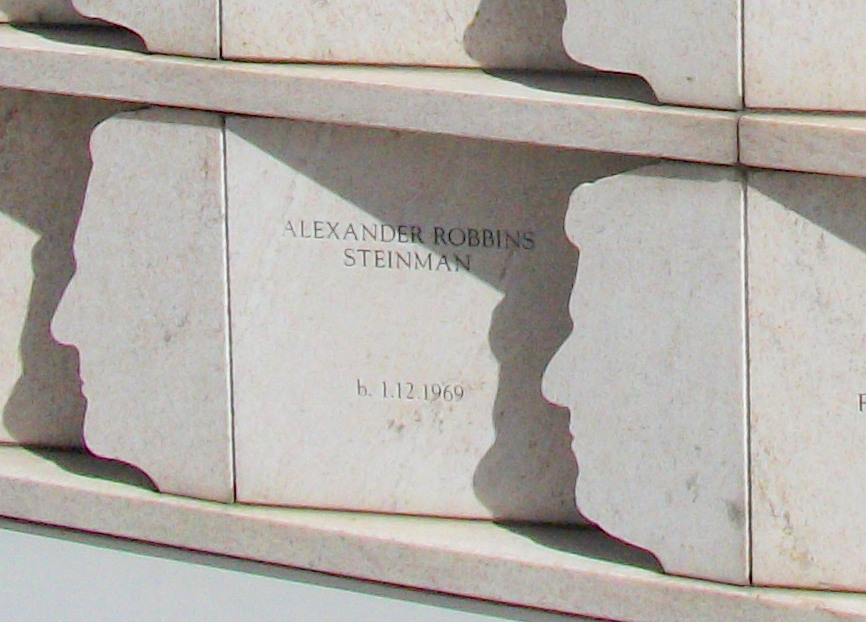 ALEXANDER ROBBINS
STEINMAN
b. 1.12.1969